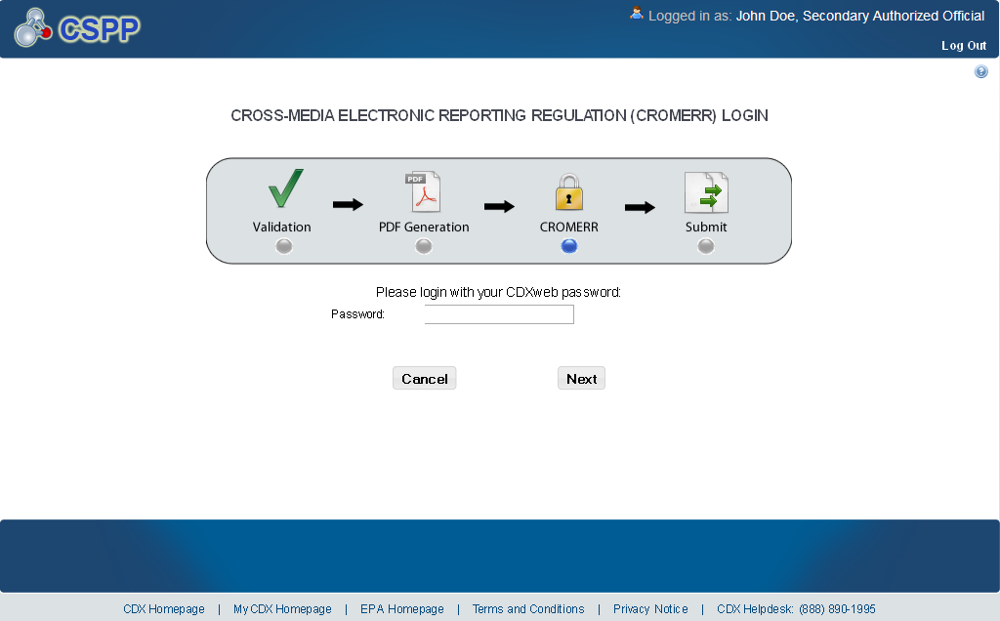 CSPP
Logged in as: John Doe, Secondary Authorized Official
Log Out
CROSS-MEDIA ELECTRONIC REPORTING REGULATION (CROMERR) LOGIN
PDF
Validation PDF Generation CROMERR Submit
Please login with your CDXweb password:
Password:
Cancel Next
CDX Homepage | My CDX Homepage | EPA Homepage | Terms and Conditions | Privacy Notice | CDX Helpdesk: (888) 890-1995